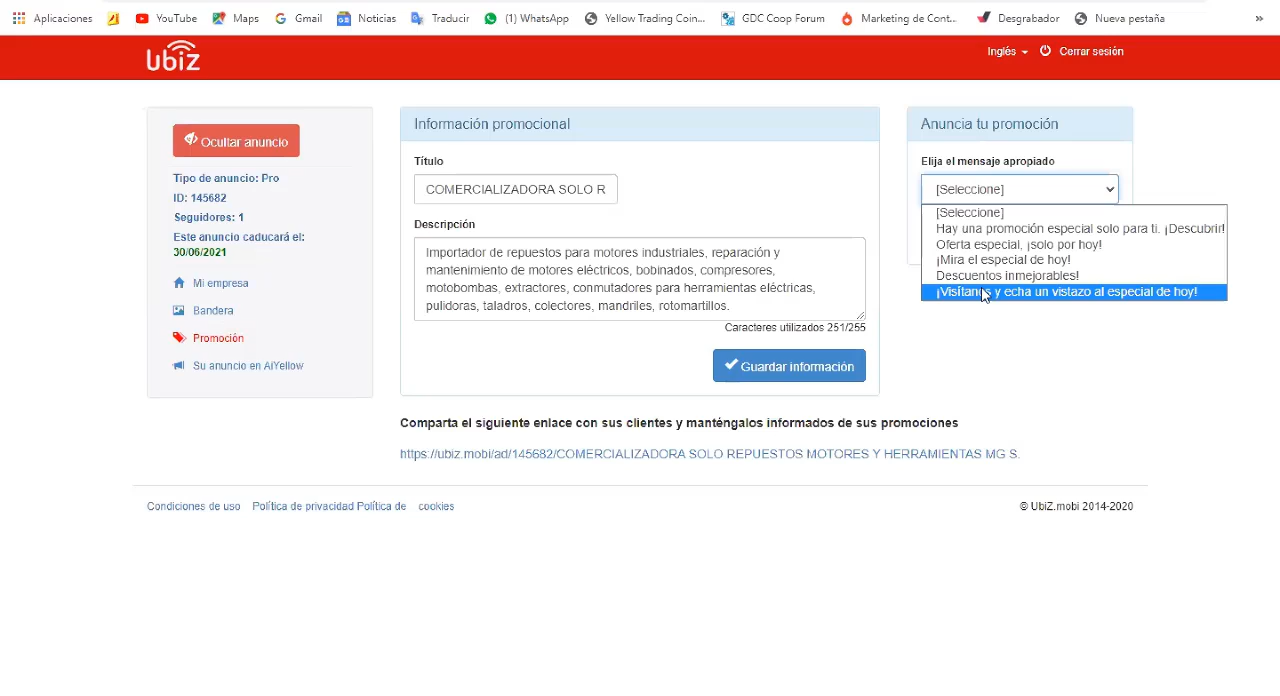 Aplicaciones YouTube Maps Gmail Noticias Traducir (1) WhatsApp Yellow Trading Coin... GDC Coop Forum Marketing de Cont... Desgrabador Nueva pestaña »
ubiz
Inglés Cerrar sesión
Ocultar anuncio
Tipo de anuncio: Pro
ID: 145682
Seguidores: 1
Este anuncio caducará el:
30/06/2021
Mi empresa
Bandera
Promoción
Su anuncio en AiYellow
Información promocional
Título
COMERCIALIZADORA SOLO R
Descripción
Importador de repuestos para motores industriales, reparación y
mantenimiento de motores eléctricos, bobinados, compresores,
motobombas, extractores, conmutadores para herramientas eléctricas,
pulidoras, taladros, colectores, mandriles, rotomartillos.
Caracteres utilizados 251/255
Guardar información
Anuncia tu promoción
Elija el mensaje apropiado
[Seleccione]
[Seleccione]
Hay una promoción especial solo para ti. ¡Descubrir!
Oferta especial, ¡solo por hoy!
¡Mira el especial de hoy!
Descuentos inmejorables!
¡Visítanos y echa un vistazo al especial de hoy!
Comparta el siguiente enlace con sus clientes y manténgalos informados de sus promociones
https://ubiz.mobi/ad/145682/COMERCIALIZADORA SOLO REPUESTOS MOTORES Y HERRAMIENTAS MG S.
Condiciones de uso Política de privacidad Política de cookies
© UbiZ.mobi 2014-2020